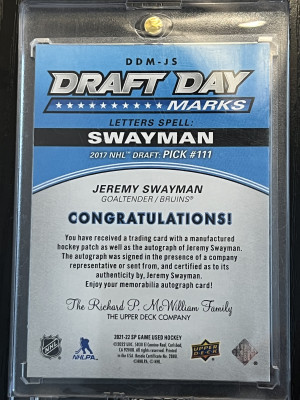 DDM-JS
DRAFT DAY
MARKS
LETTERS SPELL:
SWAYMAN
2017 NHL™ DRAFT: PICK #111
JEREMY SWAYMAN
GOALTENDER / BRUINS®
CONGRATULATIONS!
You have received a trading card with a manufactured
hockey patch as well as the autograph of Jeremy Swayman.
The autograph was signed in the presence of a company
representative or sent from, and certified as to its
authenticity by, Jeremy Swayman.
Enjoy your memorabilia autograph card!
The Richard P. McWilliam Family
THE UPPER DECK COMPANY
2021-22 SP GAME USED HOCKEY
NHL
NHLPA
UPPER DECK